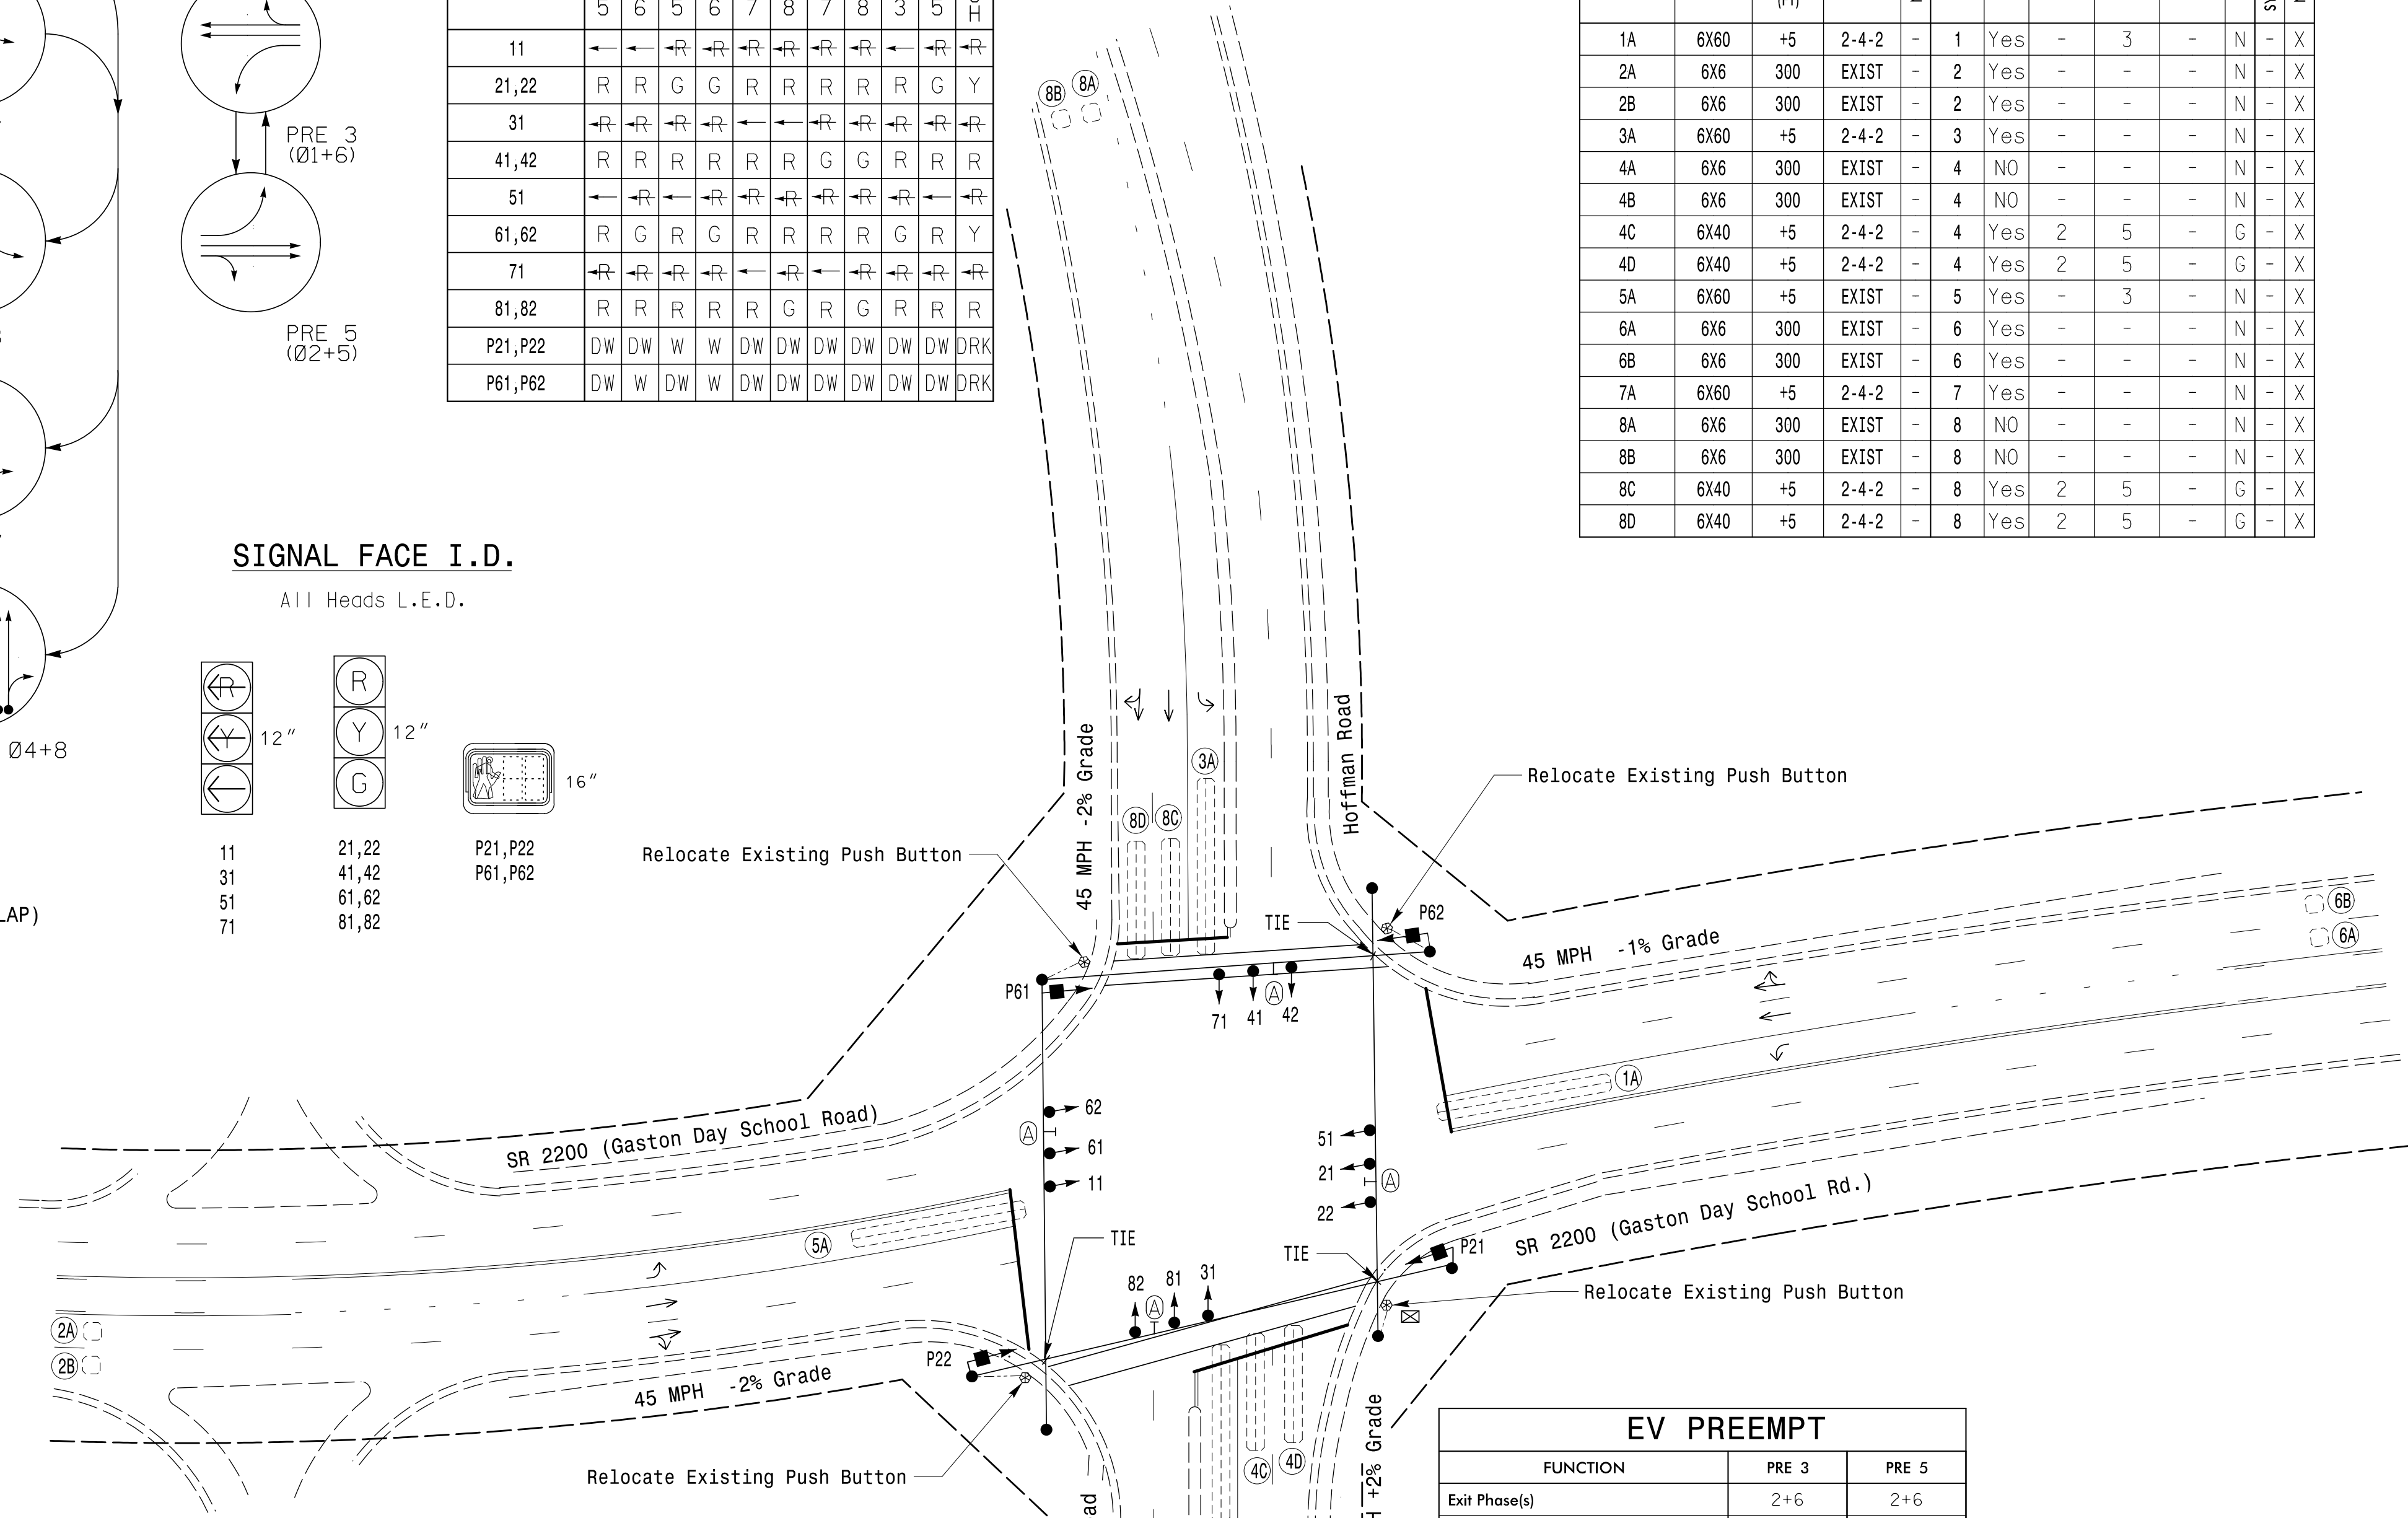 PRE 3
(Ø1+6)
PRE 5
(Ø2+5)
Ø4+8
LAP)
5 6 5 6 7 8 7 8 3 5 H
11 ← ← ←R ←R ←R ←R ←R ←R ← ←R ←R
21,22 R R G G R R R R R G Y
31 ←R ←R ←R ←R ← ← ←R ←R ←R ←R ←R
41,42 R R R R R R G G R R R
51 ← ←R ← ←R ←R ←R ←R ←R ←R ← ←R
61,62 R G R G R R R R G R Y
71 ←R ←R ←R ←R ← ←R ← ←R ←R ←R ←R
81,82 R R R R R G R G R R R
P21,P22 DW DW W W DW DW DW DW DW DW DRK
P61,P62 DW W DW W DW DW DW DW DW DW DRK
SIGNAL FACE I.D.
All Heads L.E.D.
R Y 12"
R Y G 12"
16"
11
31
51
71
21,22
41,42
61,62
81,82
P21,P22
P61,P62
1A 6X60 +5 2-4-2 - 1 Yes - 3 - N - X
2A 6X6 300 EXIST - 2 Yes - - - N - X
2B 6X6 300 EXIST - 2 Yes - - - N - X
3A 6X60 +5 2-4-2 - 3 Yes - - - N - X
4A 6X6 300 EXIST - 4 NO - - - N - X
4B 6X6 300 EXIST - 4 NO - - - N - X
4C 6X40 +5 2-4-2 - 4 Yes 2 5 - G - X
4D 6X40 +5 2-4-2 - 4 Yes 2 5 - G - X
5A 6X60 +5 EXIST - 5 Yes - 3 - N - X
6A 6X6 300 EXIST - 6 Yes - - - N - X
6B 6X6 300 EXIST - 6 Yes - - - N - X
7A 6X60 +5 2-4-2 - 7 Yes - - - N - X
8A 6X6 300 EXIST - 8 NO - - - N - X
8B 6X6 300 EXIST - 8 NO - - - N - X
8C 6X40 +5 2-4-2 - 8 Yes 2 5 - G - X
8D 6X40 +5 2-4-2 - 8 Yes 2 5 - G - X
8B
8A
45 MPH -2% Grade
Hoffman Road
3A
8D
8C
Relocate Existing Push Button
Relocate Existing Push Button
TIE
P62
P61
71
41
A
42
45 MPH -1% Grade
6B
6A
1A
62
A
61
11
51
21
A
22
SR 2200 (Gaston Day School Road)
SR 2200 (Gaston Day School Rd.)
5A
TIE
TIE
P21
82
A
81
31
Relocate Existing Push Button
2A
2B
P22
45 MPH -2% Grade
Relocate Existing Push Button
4C
4D
H +2% Grade
ad
EV PREEMPT
FUNCTION PRE 3 PRE 5
Exit Phase(s) 2+6 2+6